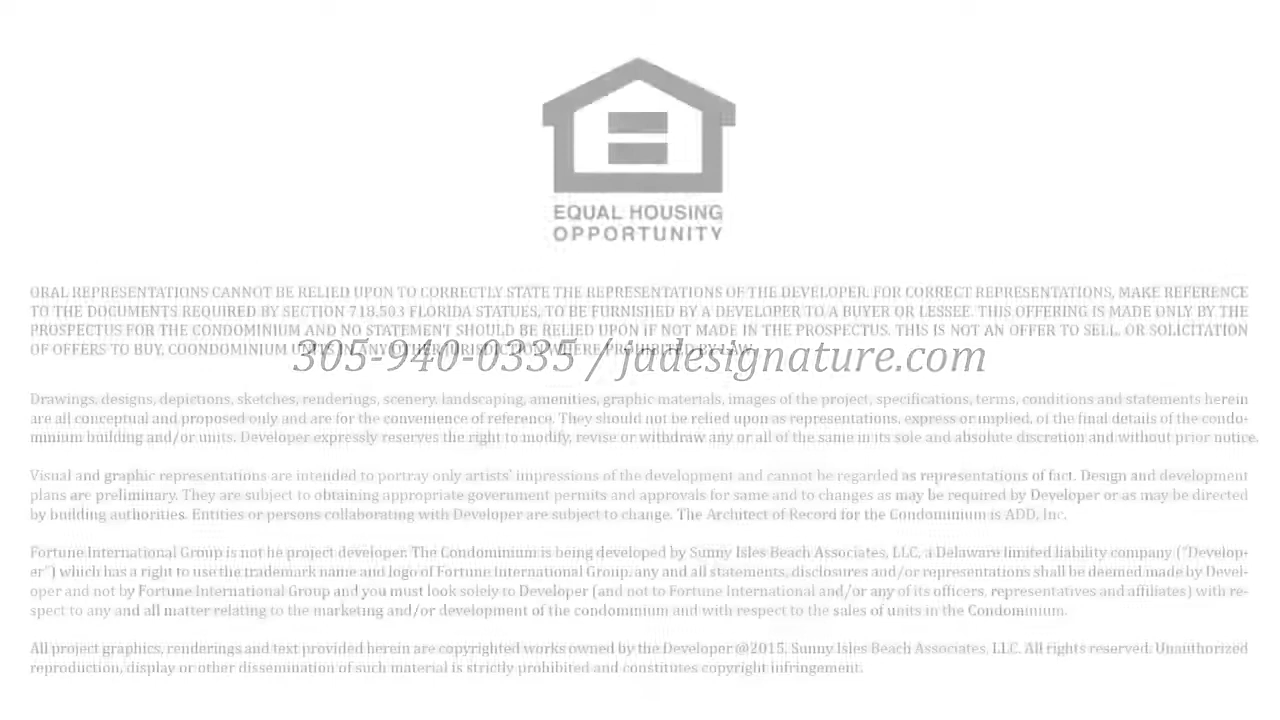 EQUAL HOUSING
OPPORTUNITY
ORAL REPRESENTATIONS CANNOT BE RELIED UPON TO CORRECTLY STATE THE REPRESENTATIONS OF THE DEVELOPER. FOR CORRECT REPRESENTATIONS, MAKE REFERENCE
TO THE DOCUMENTS REQUIRED BY SECTION 718.503 FLORIDA STATUES, TO BE FURNISHED BY A DEVELOPER TO A BUYER OR LESSEE. THIS OFFERING IS MADE ONLY BY THE
PROSPECTUS FOR THE CONDOMINIUM AND NO STATEMENT SHOULD BE RELIED UPON IF NOT MADE IN THE PROSPECTUS. THIS IS NOT AN OFFER TO SELL, OR SOLICITATION
OF OFFERS TO BUY, COONDOMINIUM UNITS IN ANY OTHER JURISDICTION WHERE PROHIBITED BY LAW.
305-940-0335 / jadesignature.com
Drawings, designs, depictions, sketches, renderings, scenery, landscaping, amenities, graphic materials, images of the project, specifications, terms, conditions and statements herein
are all conceptual and proposed only and are for the convenience of reference. They should not be relied upon as representations, express or implied, of the final details of the condo-
minium building and/or units. Developer expressly reserves the right to modify, revise or withdraw any or all of the same in its sole and absolute discretion and without prior notice.
Visual and graphic representations are intended to portray only artists' impressions of the development and cannot be regarded as representations of fact. Design and development
plans are preliminary. They are subject to obtaining appropriate government permits and approvals for same and to changes as may be required by Developer or as may be directed
by building authorities. Entities or persons collaborating with Developer are subject to change. The Architect of Record for the Condominium is ADD, Inc.
Fortune International Group is not he project developer. The Condominium is being developed by Sunny Isles Beach Associates, LLC, a Delaware limited liability company ("Develop-
er") which has a right to use the trademark name and logo of Fortune International Group, any and all statements, disclosures and/or representations shall be deemed made by Devel-
oper and not by Fortune International Group and you must look solely to Developer (and not to Fortune International and/or any of its officers, representatives and affiliates) with re-
spect to any and all matter relating to the marketing and/or development of the condominium and with respect to the sales of units in the Condominium.
All project graphics, renderings and text provided herein are copyrighted works owned by the Developer @2015, Sunny Isles Beach Associates, LLC. All rights reserved. Unauthorized
reproduction, display or other dissemination of such material is strictly prohibited and constitutes copyright infringement.